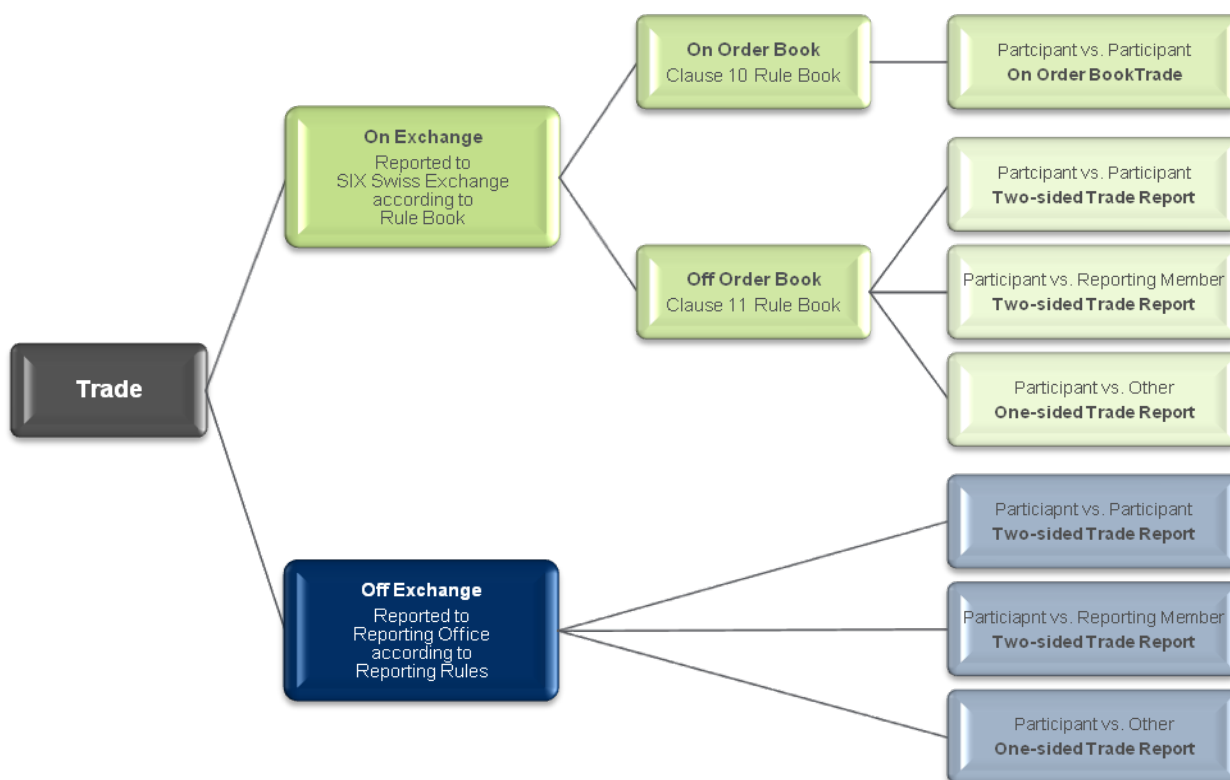 Trade
On Exchange
Reported to
SIX Swiss Exchange
according to
Rule Book
On Order Book
Clause 10 Rule Book
Partcipant vs. Participant
On Order BookTrade
Off Order Book
Clause 11 Rule Book
Partcipant vs. Participant
Two-sided Trade Report
Participant vs. Reporting Member
Two-sided Trade Report
Participant vs. Other
One-sided Trade Report
Off Exchange
Reported to
Reporting Office
according to
Reporting Rules
Particiapnt vs. Participant
Two-sided Trade Report
Particiapnt vs. Reporting Member
Two-sided Trade Report
Participant vs. Other
One-sided Trade Report